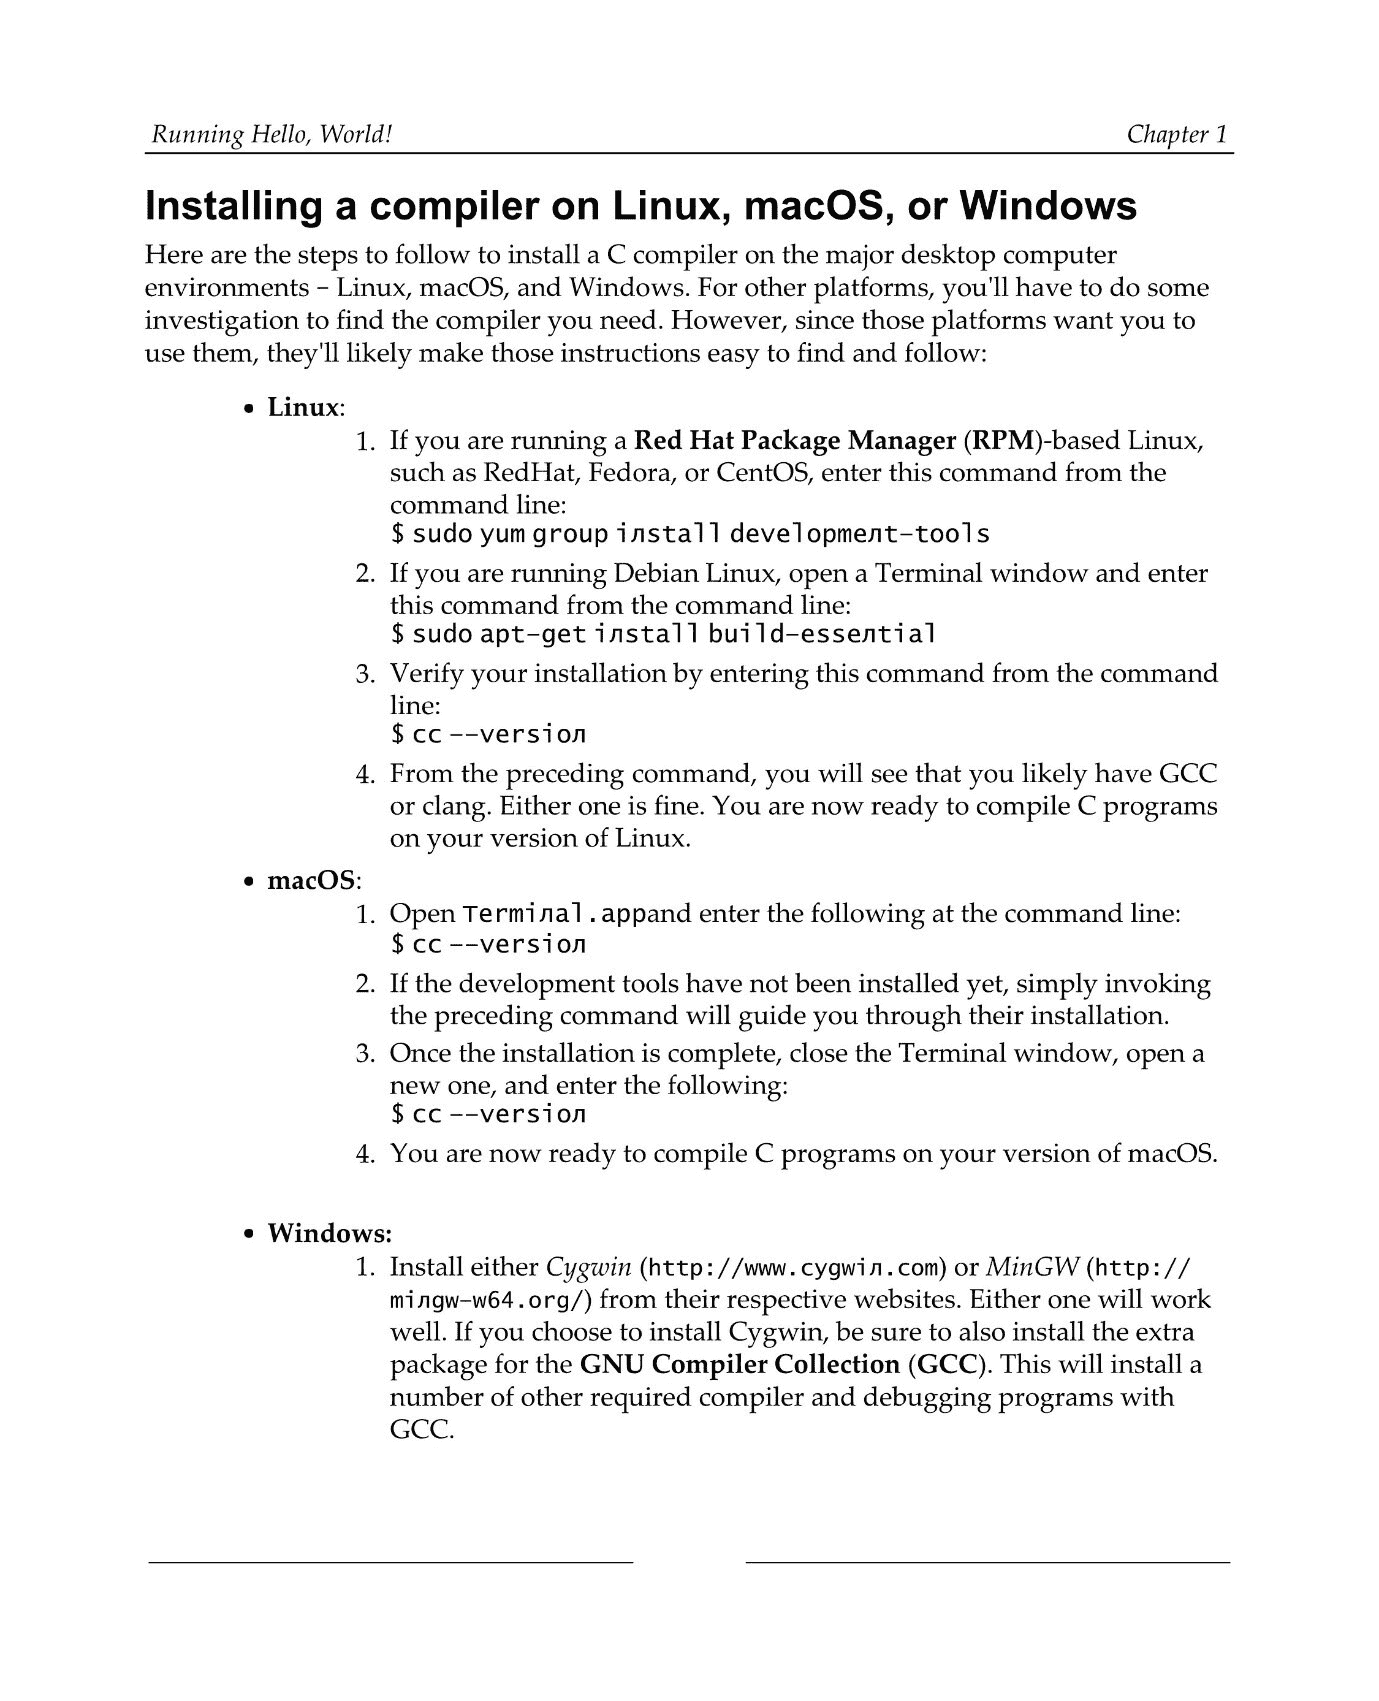 Running Hello, World! Chapter 1
Installing a compiler on Linux, macOS, or Windows
Here are the steps to follow to install a C compiler on the major desktop computer
environments – Linux, macOS, and Windows. For other platforms, you'll have to do some
investigation to find the compiler you need. However, since those platforms want you to
use them, they'll likely make those instructions easy to find and follow:
• Linux:
1. If you are running a Red Hat Package Manager (RPM)-based Linux,
such as RedHat, Fedora, or CentOS, enter this command from the
command line:
$ sudo yum group install development-tools
2. If you are running Debian Linux, open a Terminal window and enter
this command from the command line:
$ sudo apt-get install build-essential
3. Verify your installation by entering this command from the command
line:
$ cc --version
4. From the preceding command, you will see that you likely have GCC
or clang. Either one is fine. You are now ready to compile C programs
on your version of Linux.
• macOS:
1. Open Terminal.appand enter the following at the command line:
$ cc --version
2. If the development tools have not been installed yet, simply invoking
the preceding command will guide you through their installation.
3. Once the installation is complete, close the Terminal window, open a
new one, and enter the following:
$ cc --version
4. You are now ready to compile C programs on your version of macOS.
• Windows:
1. Install either Cygwin (http://www.cygwin.com) or MinGW (http://
mingw-w64.org/) from their respective websites. Either one will work
well. If you choose to install Cygwin, be sure to also install the extra
package for the GNU Compiler Collection (GCC). This will install a
number of other required compiler and debugging programs with
GCC.